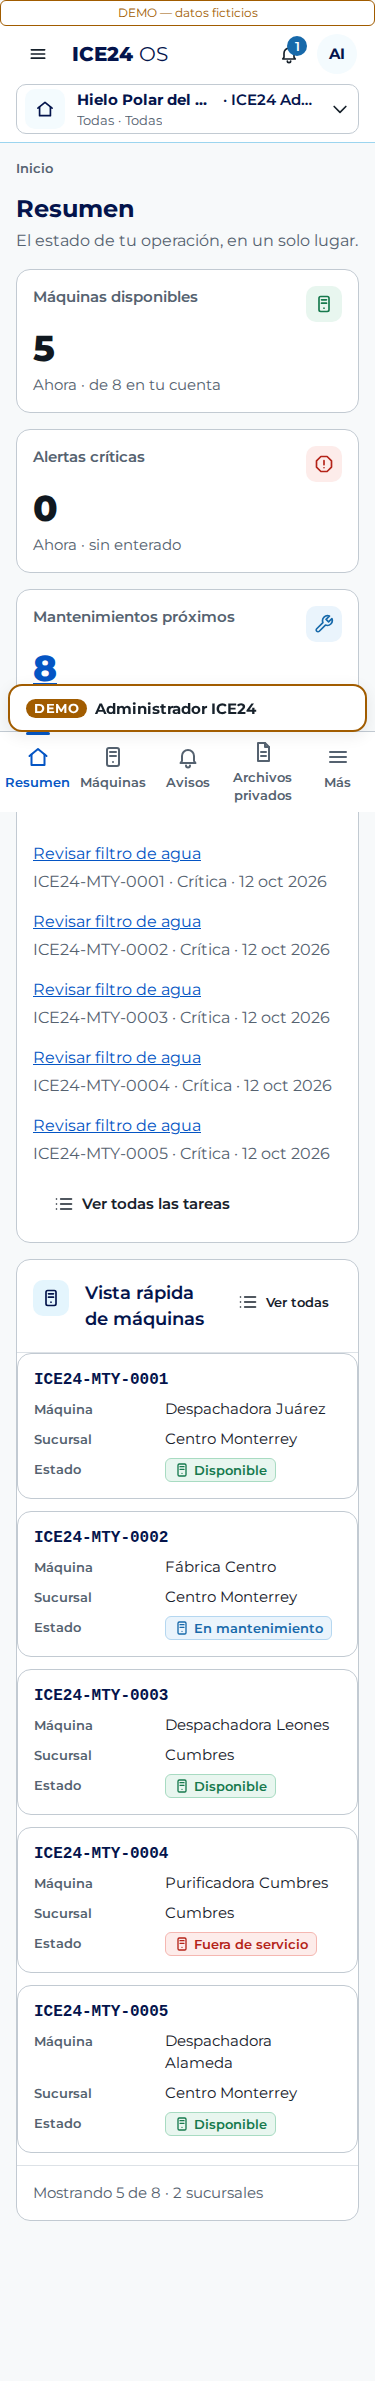 DEMO — datos ficticios
ICE24 OS
1
AI
Hielo Polar del ... · ICE24 Ad...
Todas · Todas
Inicio
Resumen
El estado de tu operación, en un solo lugar.
Máquinas disponibles
5
Ahora · de 8 en tu cuenta
Alertas críticas
0
Ahora · sin enterado
Mantenimientos próximos
8
DEMO Administrador ICE24
Resumen
Máquinas
Avisos
Archivos privados
Más
Revisar filtro de agua
ICE24-MTY-0001 · Crítica · 12 oct 2026
Revisar filtro de agua
ICE24-MTY-0002 · Crítica · 12 oct 2026
Revisar filtro de agua
ICE24-MTY-0003 · Crítica · 12 oct 2026
Revisar filtro de agua
ICE24-MTY-0004 · Crítica · 12 oct 2026
Revisar filtro de agua
ICE24-MTY-0005 · Crítica · 12 oct 2026
Ver todas las tareas
Vista rápida
de máquinas
Ver todas
ICE24-MTY-0001
Máquina Despachadora Juárez
Sucursal Centro Monterrey
Estado Disponible
ICE24-MTY-0002
Máquina Fábrica Centro
Sucursal Centro Monterrey
Estado En mantenimiento
ICE24-MTY-0003
Máquina Despachadora Leones
Sucursal Cumbres
Estado Disponible
ICE24-MTY-0004
Máquina Purificadora Cumbres
Sucursal Cumbres
Estado Fuera de servicio
ICE24-MTY-0005
Máquina Despachadora
Alameda
Sucursal Centro Monterrey
Estado Disponible
Mostrando 5 de 8 · 2 sucursales